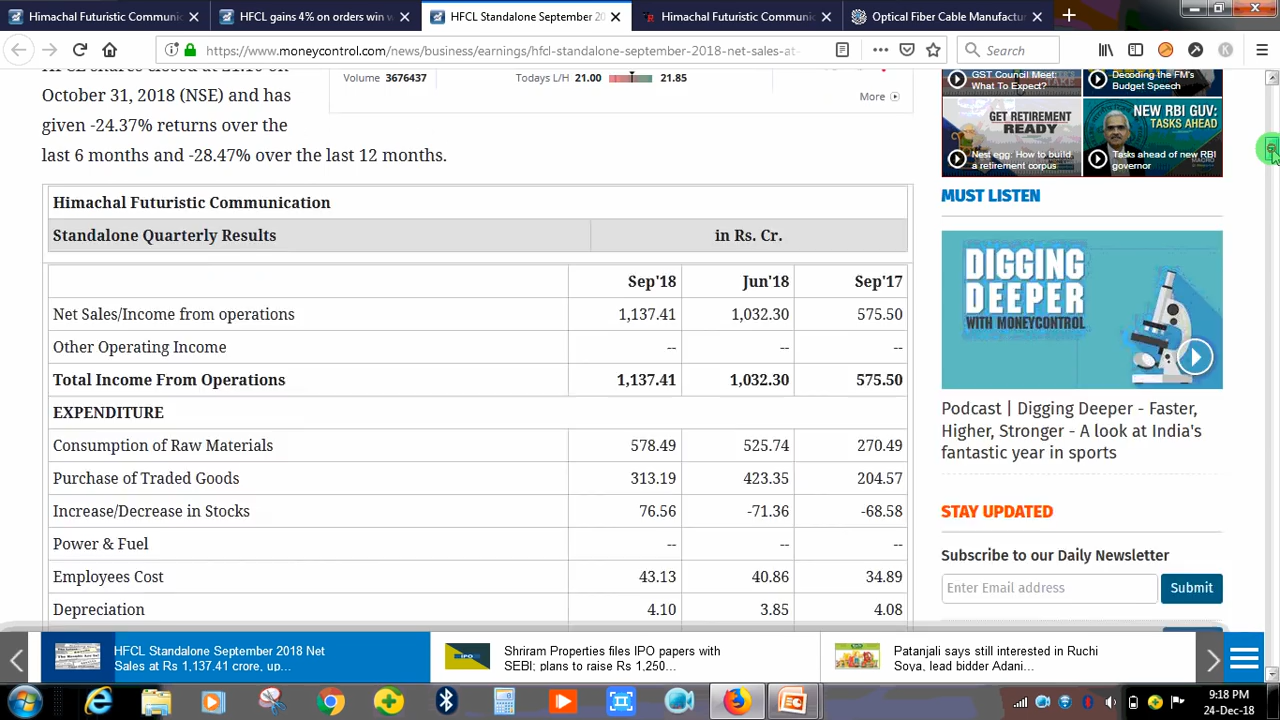 Himachal Futuristic Communic
HFCL gains 4% on orders win w
HFCL Standalone September 20
Himachal Futuristic Communic
Optical Fiber Cable Manufactur
https://www.moneycontrol.com/news/business/earnings/hfcl-standalone-september-2018-net-sales-at-
Search
October 31, 2018 (NSE) and has
given -24.37% returns over the
last 6 months and -28.47% over the last 12 months.
Volume 3676437
Todays L/H 21.00 21.85
More
Himachal Futuristic Communication
Standalone Quarterly Results in Rs. Cr.
Sep'18 Jun'18 Sep'17
Net Sales/Income from operations 1,137.41 1,032.30 575.50
Other Operating Income -- -- --
Total Income From Operations 1,137.41 1,032.30 575.50
EXPENDITURE
Consumption of Raw Materials 578.49 525.74 270.49
Purchase of Traded Goods 313.19 423.35 204.57
Increase/Decrease in Stocks 76.56 -71.36 -68.58
Power & Fuel -- -- --
Employees Cost 43.13 40.86 34.89
Depreciation 4.10 3.85 4.08
GST Council Meet:
What To Expect?
Decoding the FM's
Budget Speech
GET RETIREMENT
READY
Nest egg: How to build
a retirement corpus
NEW RBI GUV:
TASKS AHEAD
Tasks ahead of new RBI
governor
MUST LISTEN
DIGGING
DEEPER
WITH MONEYCONTROL
Podcast | Digging Deeper - Faster,
Higher, Stronger - A look at India's
fantastic year in sports
STAY UPDATED
Subscribe to our Daily Newsletter
Enter Email address
Submit
HFCL Standalone September 2018 Net
Sales at Rs 1,137.41 crore, up...
IPO
Shriram Properties files IPO papers with
SEBI; plans to raise Rs 1,250...
Patanjali says still interested in Ruchi
Soya, lead bidder Adani...
9:18 PM
24-Dec-18